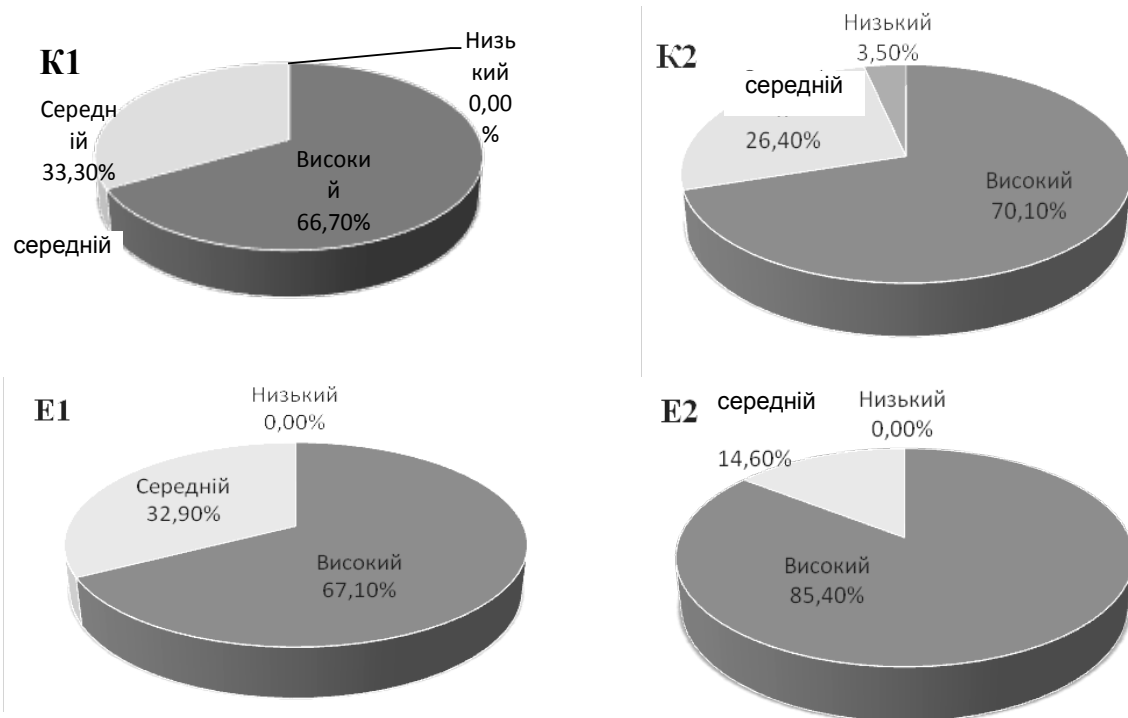 К1
Низь
кий
0,00
%
Середн
ій
33,30%
Високи
й
66,70%
середній
К2
Низький
3,50%
середній
26,40%
Високий
70,10%
Е1
Низький
0,00%
Середній
32,90%
Високий
67,10%
Е2
середній
Низький
0,00%
14,60%
Високий
85,40%